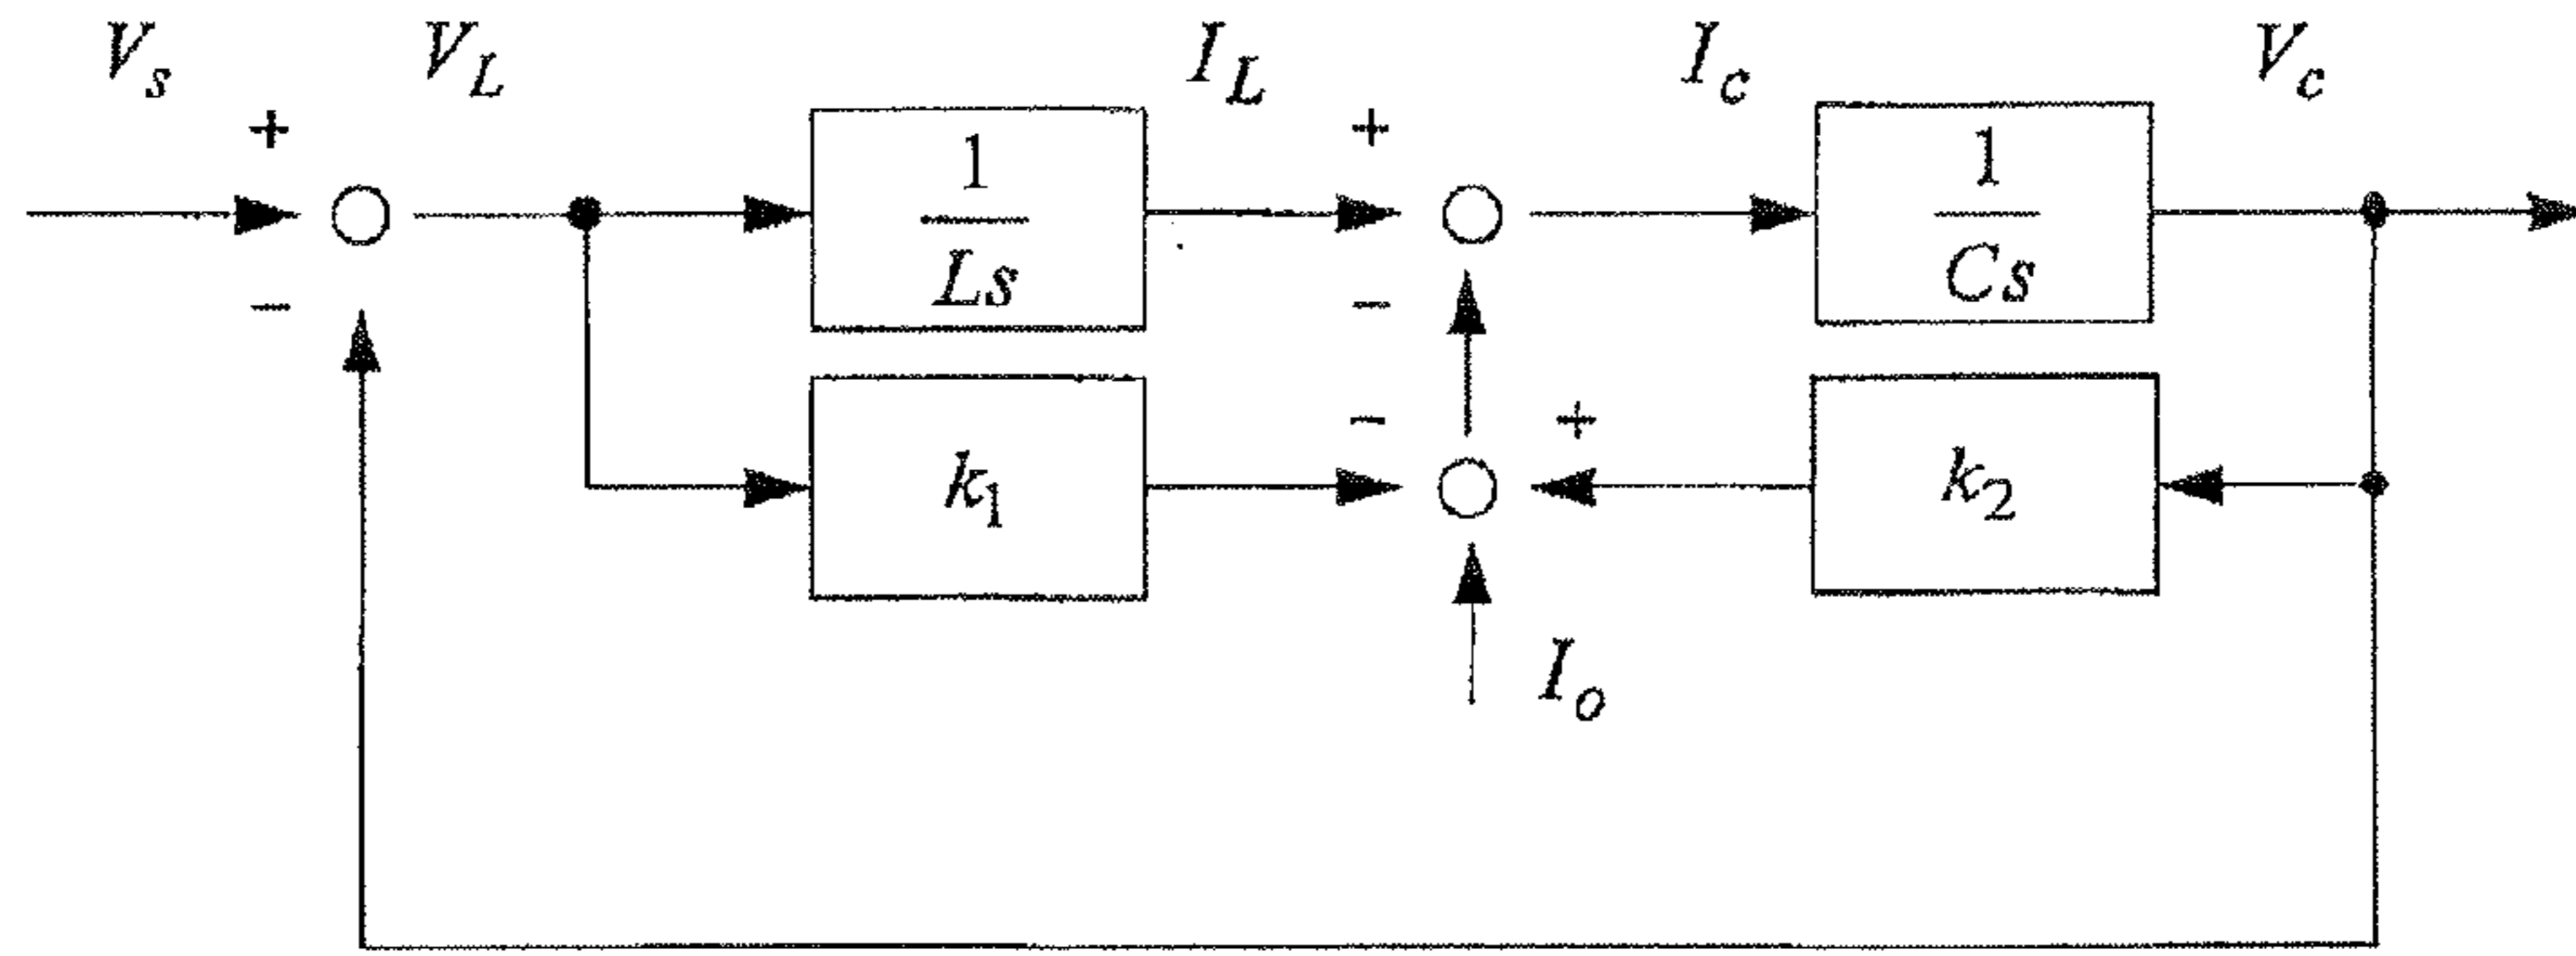 V_s V_L I_L I_c V_c
+ +
1 1
Ls Cs
− −
− +
k_1 k_2
I_o